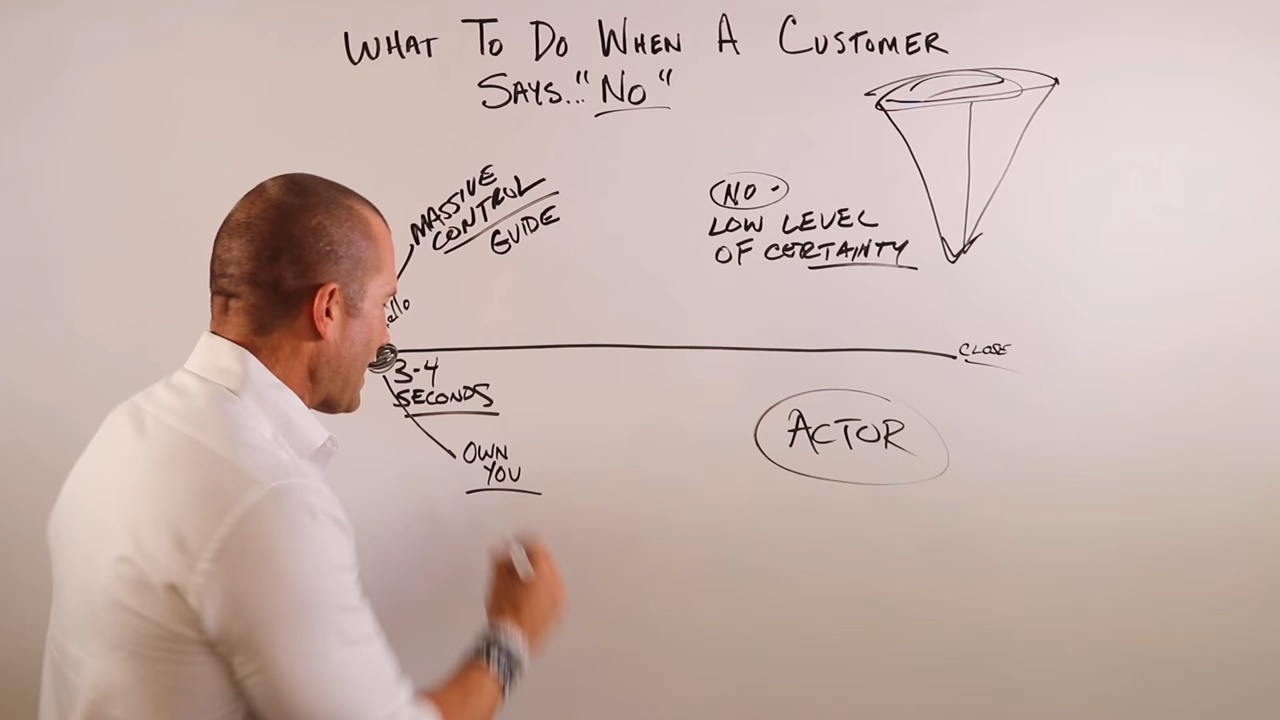 WHAT TO DO WHEN A CUSTOMER
SAYS..."NO"
MASSIVE
CONTROL
GUIDE
NO
LOW LEVEL
OF CERTAINTY
CLOSE
3-4
SECONDS
OWN
YOU
ACTOR